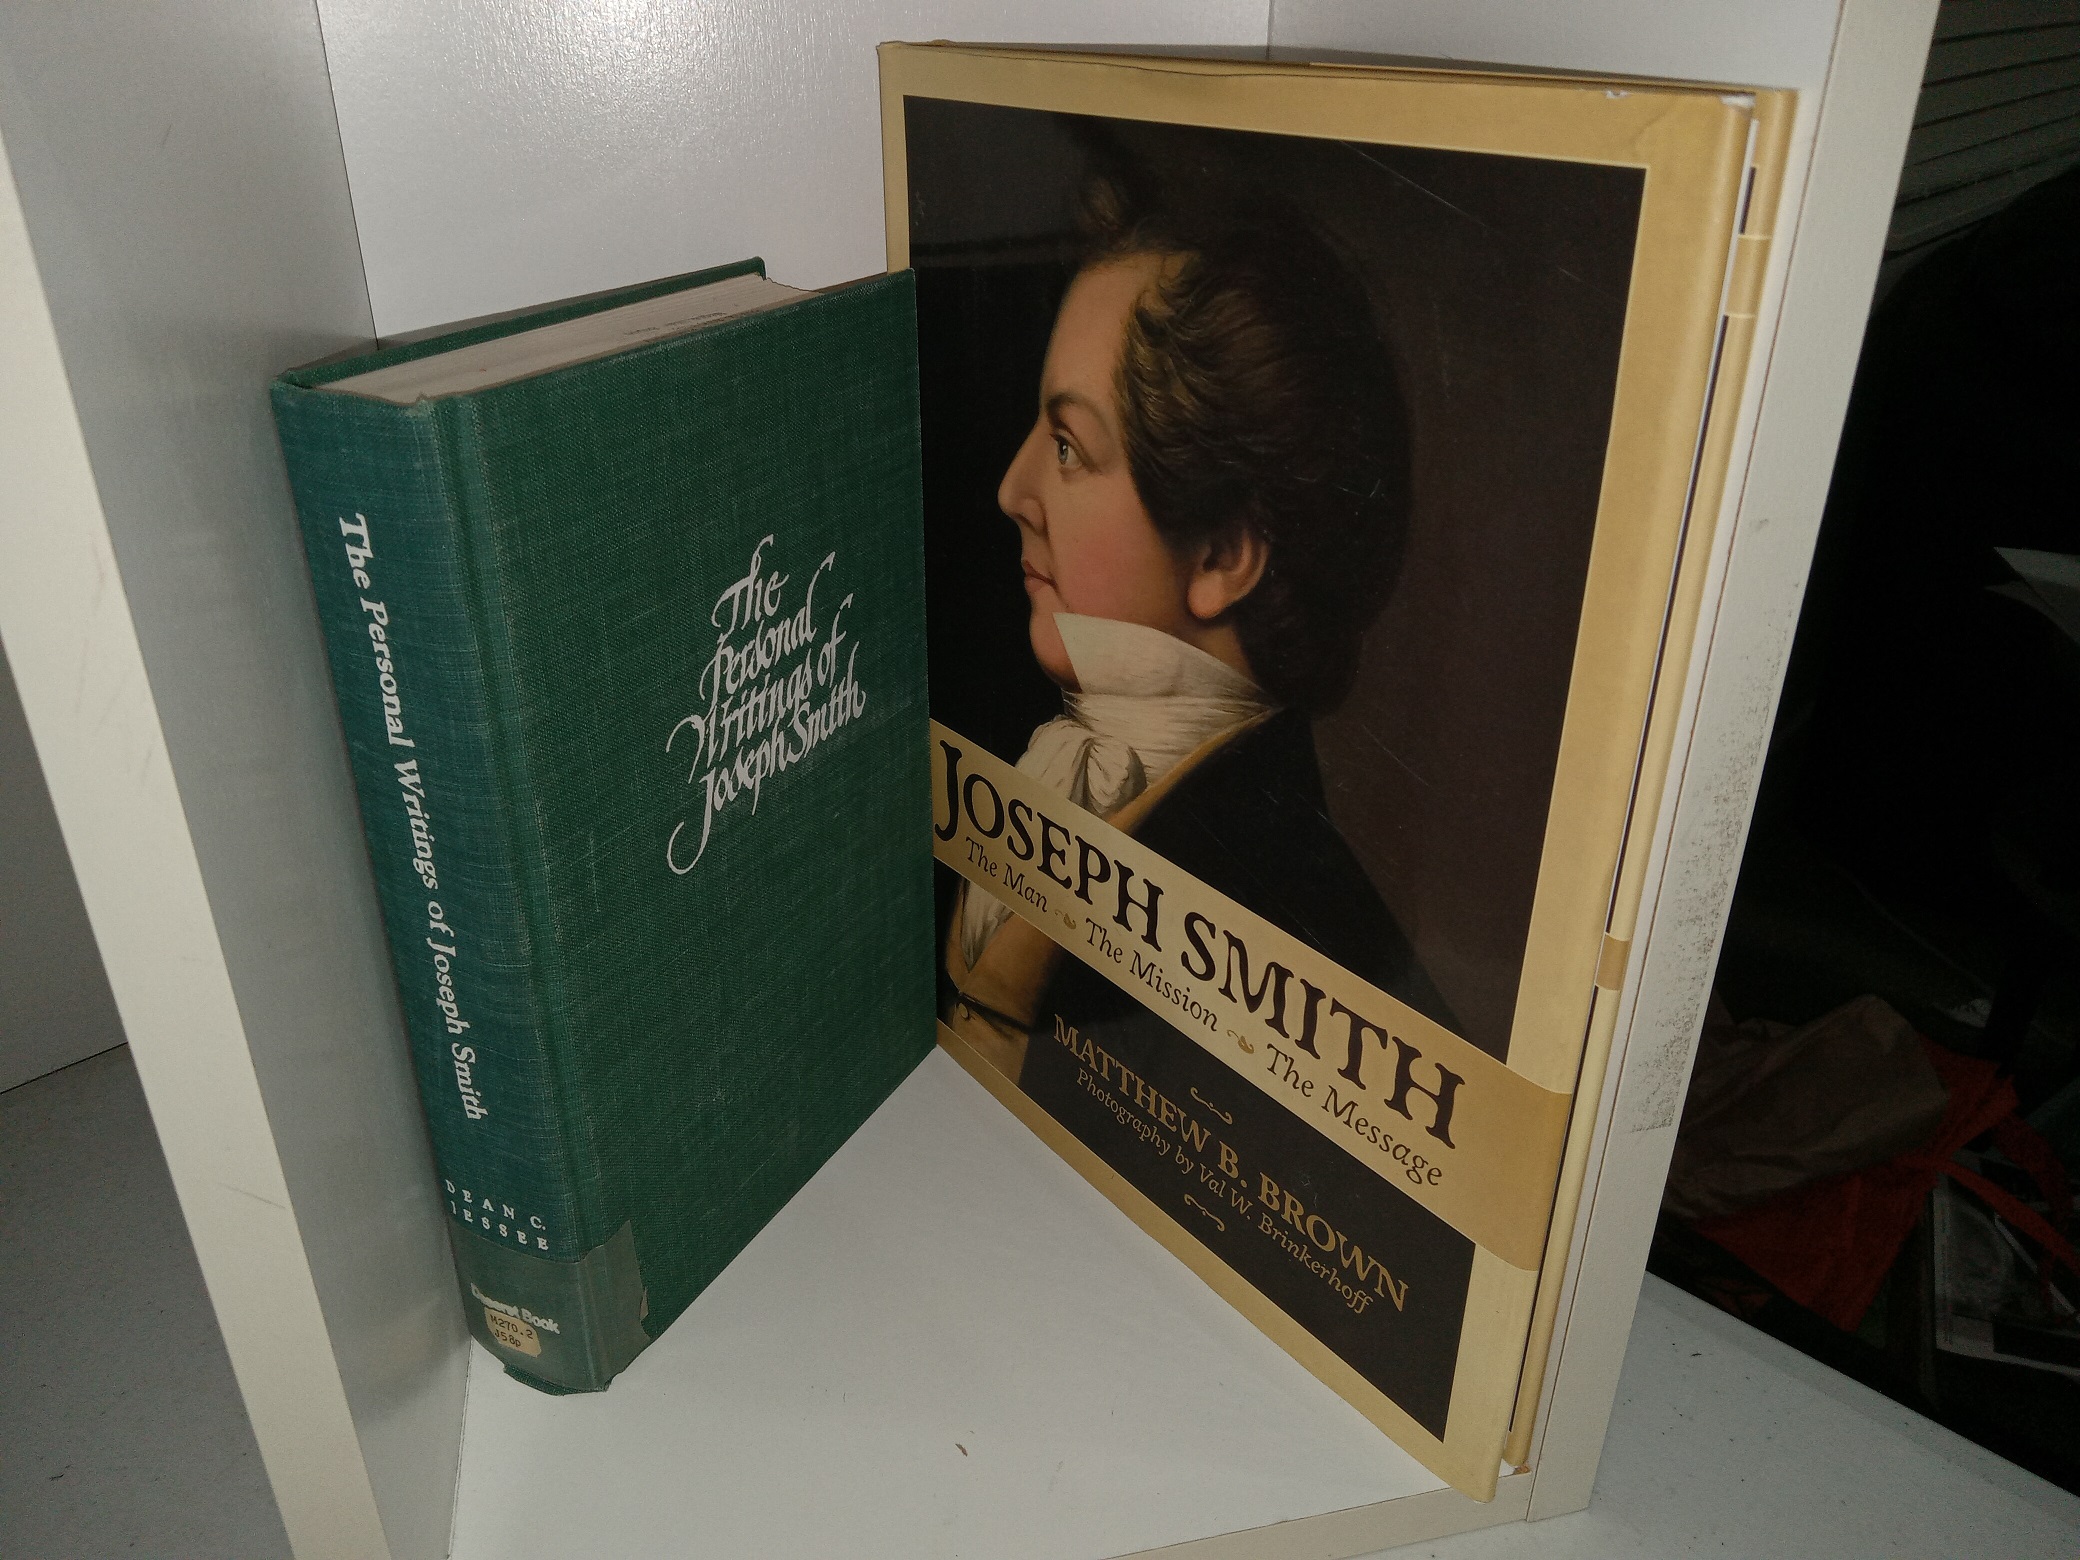 The Personal Writings of Joseph Smith
DEAN C.
JESSEE
Deseret Book
M270.2
J58p
The
Personal
Writings of
Joseph Smith
JOSEPH SMITH
The Man The Mission The Message
MATTHEW B. BROWN
Photography by Val W. Brinkerhoff